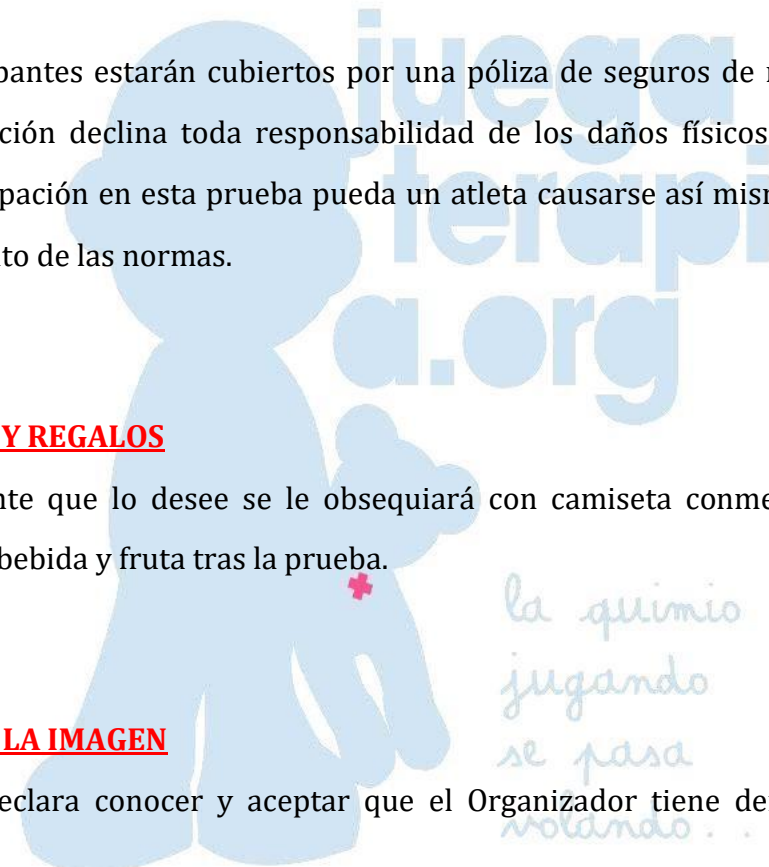 juega
pantes estarán cubiertos por una póliza de seguros de
ción declina toda responsabilidad de los daños físicos
terapi
pación en esta prueba pueda un atleta causarse así
to de las normas.
a.org
Y REGALOS
nte que lo desee se le obsequiará con camiseta conme
bebida y fruta tras la prueba.
la quimio
jugando
LA IMAGEN
se pasa
eclara conocer y aceptar que el Organizador tiene
volando . .